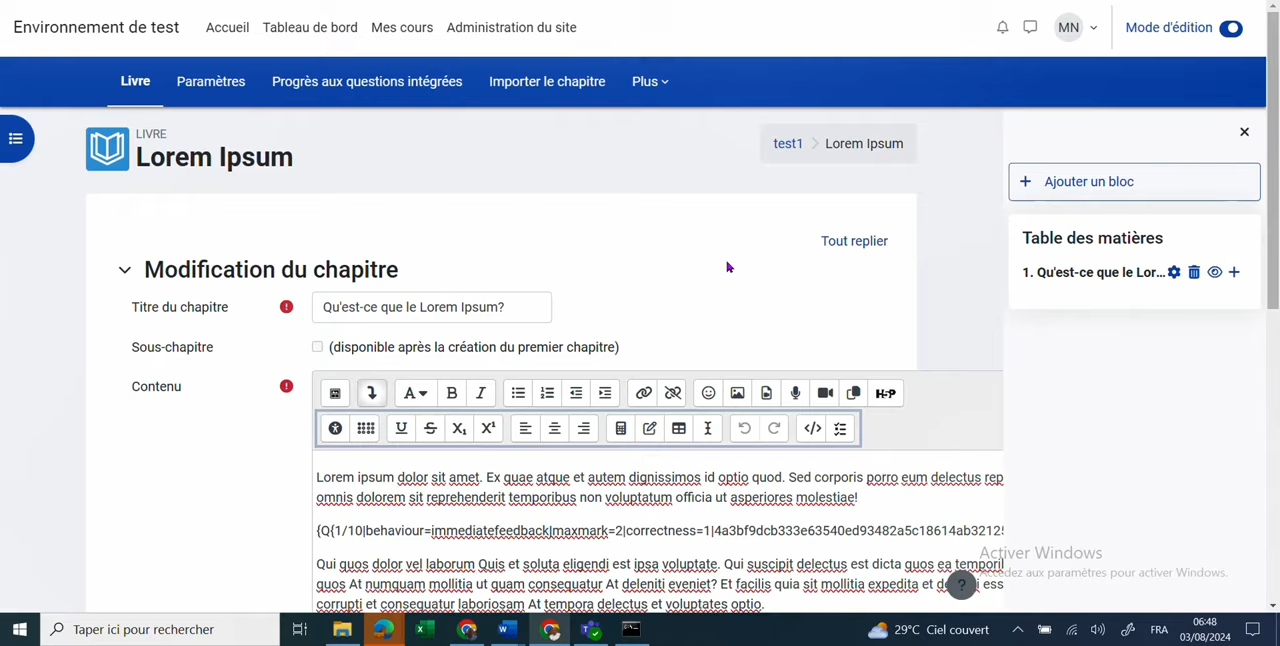 Environnement de test Accueil Tableau de bord Mes cours Administration du site MN Mode d'édition
Livre Paramètres Progrès aux questions intégrées Importer le chapitre Plus
LIVRE
Lorem Ipsum
test1 Lorem Ipsum
Ajouter un bloc
Table des matières
1. Qu'est-ce que le Lor...
Tout replier
Modification du chapitre
Titre du chapitre Qu'est-ce que le Lorem Ipsum?
Sous-chapitre (disponible après la création du premier chapitre)
Contenu
A B I H-P
U S X₁ X¹ </>
Lorem ipsum dolor sit amet. Ex quae atque et autem dignissimos id optio quod. Sed corporis porro eum delectus rep
omnis dolorem sit reprehenderit temporibus non voluptatum officia ut asperiores molestiae!
{Q{1/10|behaviour=immediatefeedback|maxmark=2|correctness=1|4a3bf9dcb333e63540ed93482a5c18614ab3212
Qui quos dolor vel laborum Quis et soluta eligendi est ipsa voluptate. Qui suscipit delectus est dicta quos ea tempori
quos At numquam mollitia ut quam consequatur At deleniti eveniet? Et facilis quia sit mollitia expedita et ess
corrupti et consequatur laboriosam At tempora delectus et voluptates optio.
Activer Windows
Accédez aux paramètres pour activer Windows.
?
Taper ici pour rechercher 29°C Ciel couvert FRA 06:48
03/08/2024